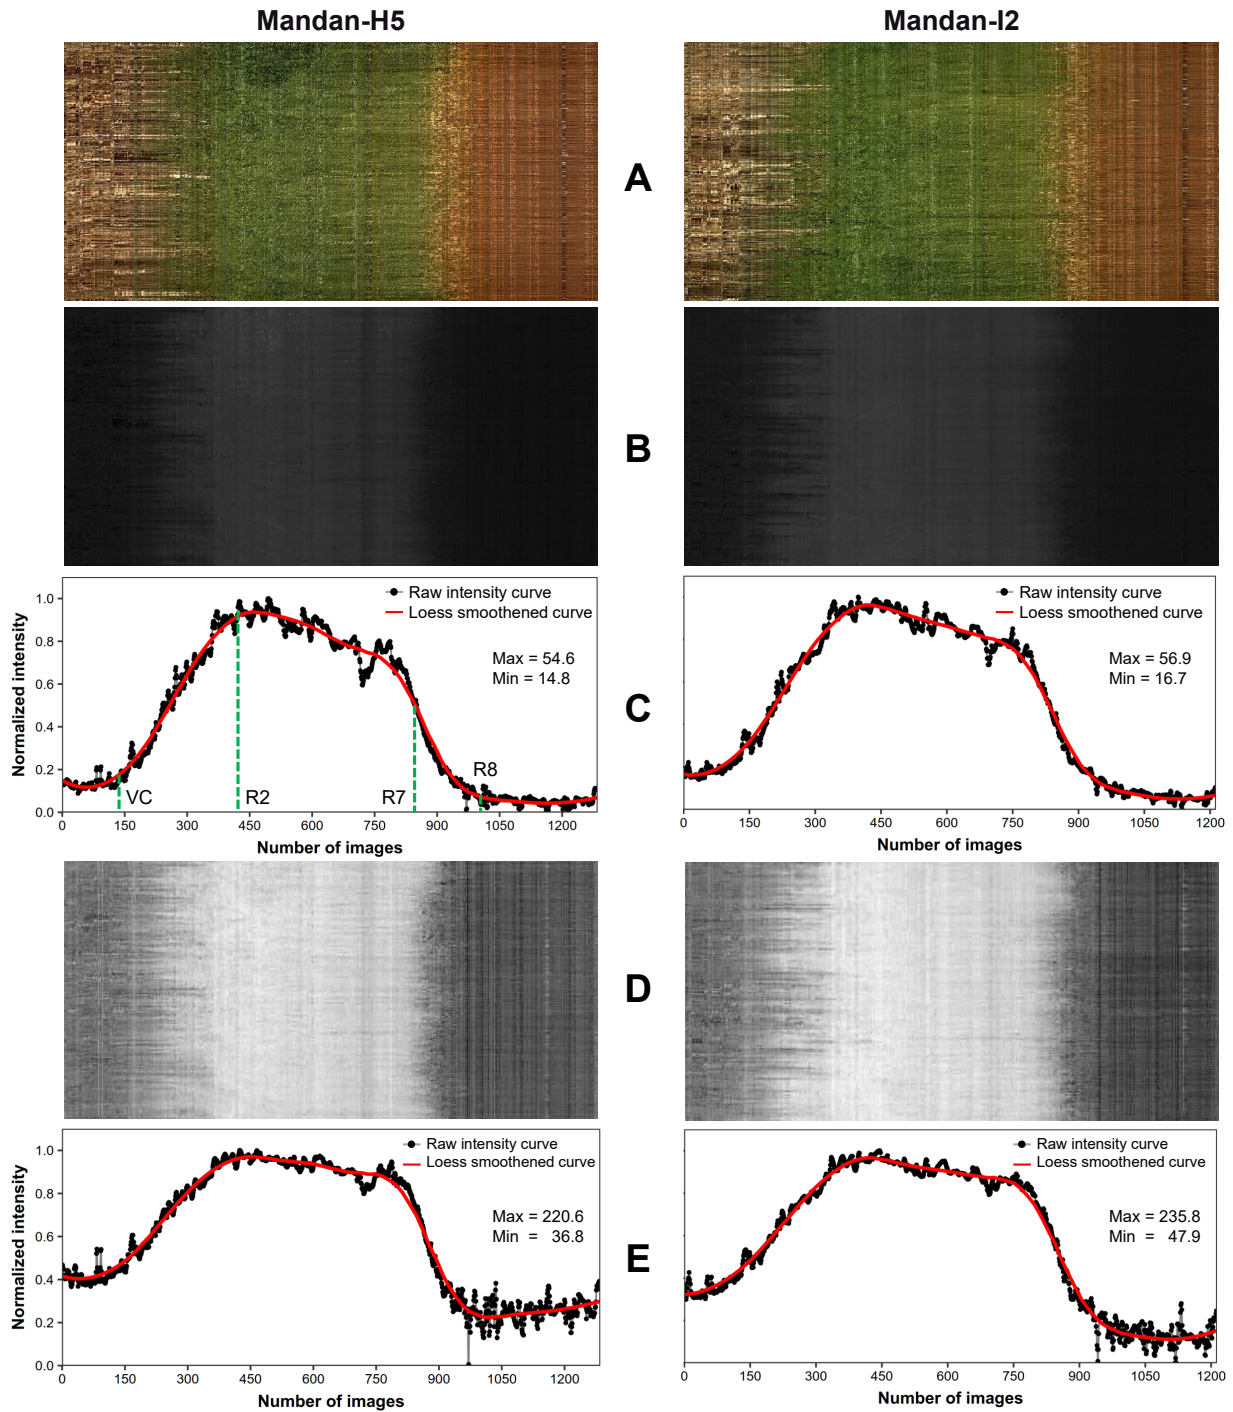 Mandan-H5
Mandan-I2
A
B
Normalized intensity
1.0
0.8
0.6
0.4
0.2
0.0
Raw intensity curve
Loess smoothened curve
Max = 54.6
Min = 14.8
VC
R2
R7
R8
0 150 300 450 600 750 900 1050 1200
Number of images
C
Raw intensity curve
Loess smoothened curve
Max = 56.9
Min = 16.7
0 150 300 450 600 750 900 1050 1200
Number of images
D
Normalized intensity
1.0
0.8
0.6
0.4
0.2
0.0
Raw intensity curve
Loess smoothened curve
Max = 220.6
Min = 36.8
0 150 300 450 600 750 900 1050 1200
Number of images
E
Raw intensity curve
Loess smoothened curve
Max = 235.8
Min = 47.9
0 150 300 450 600 750 900 1050 1200
Number of images